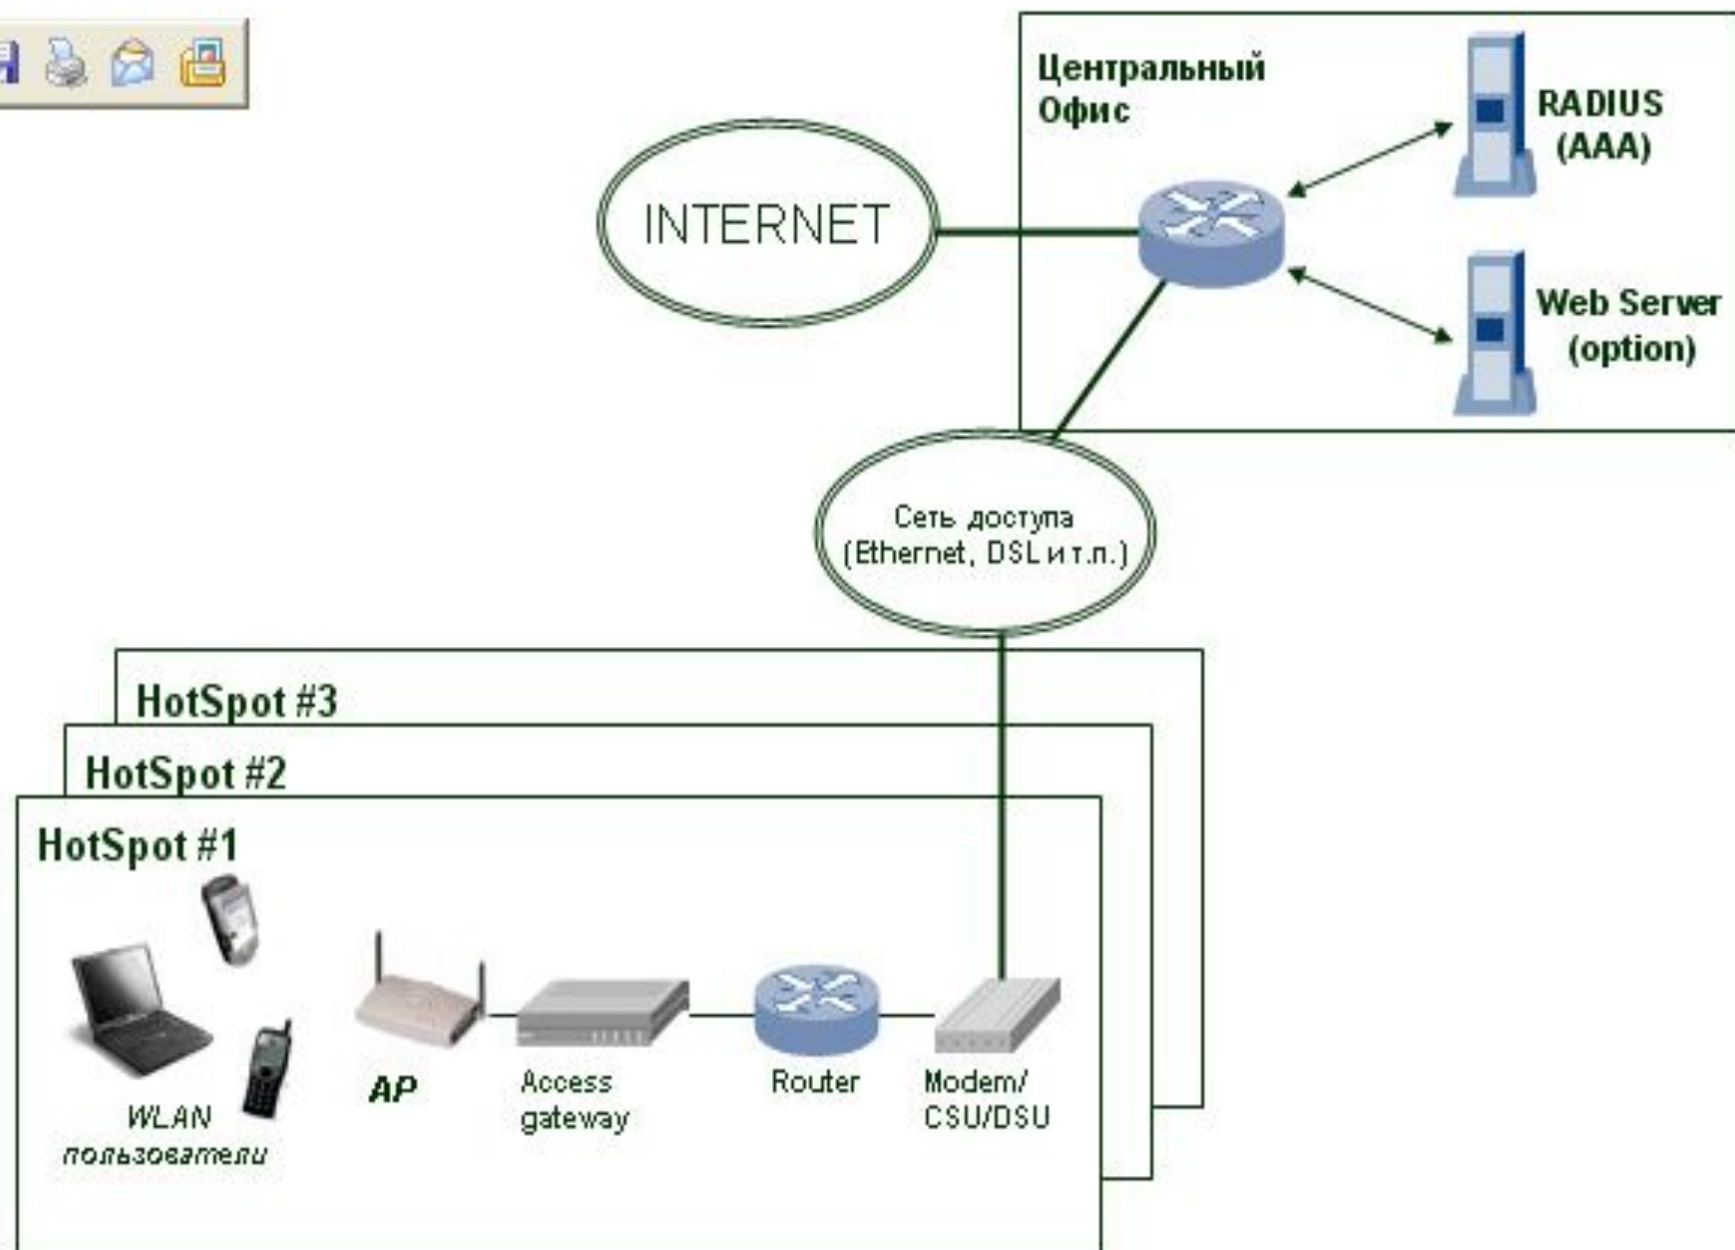 Центральный
Офис
RADIUS
(AAA)
INTERNET
Web Server
(option)
Сеть доступа
(Ethernet, DSL и т.п.)
HotSpot #3
HotSpot #2
HotSpot #1
AP
Access
gateway
Router
Modem/
CSU/DSU
WLAN
пользователи